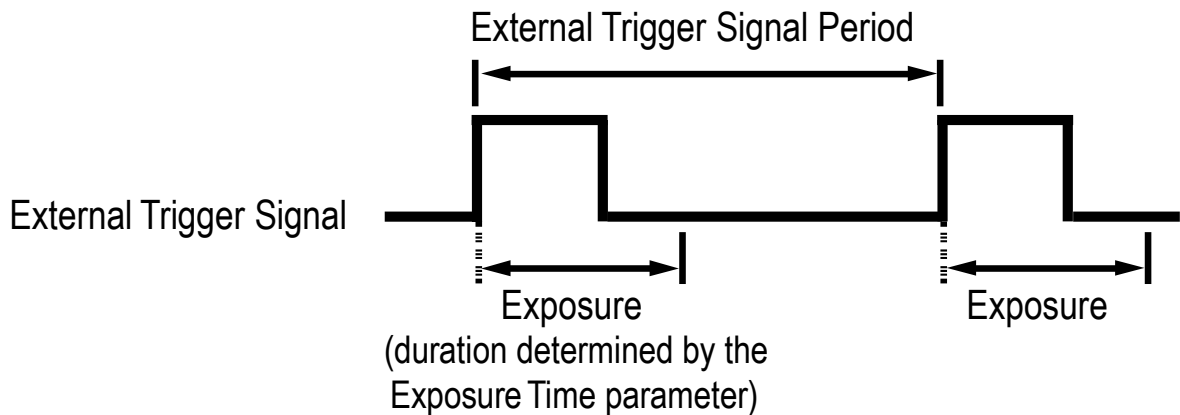 External Trigger Signal Period
External Trigger Signal
Exposure
(duration determined by the
Exposure Time parameter)
Exposure